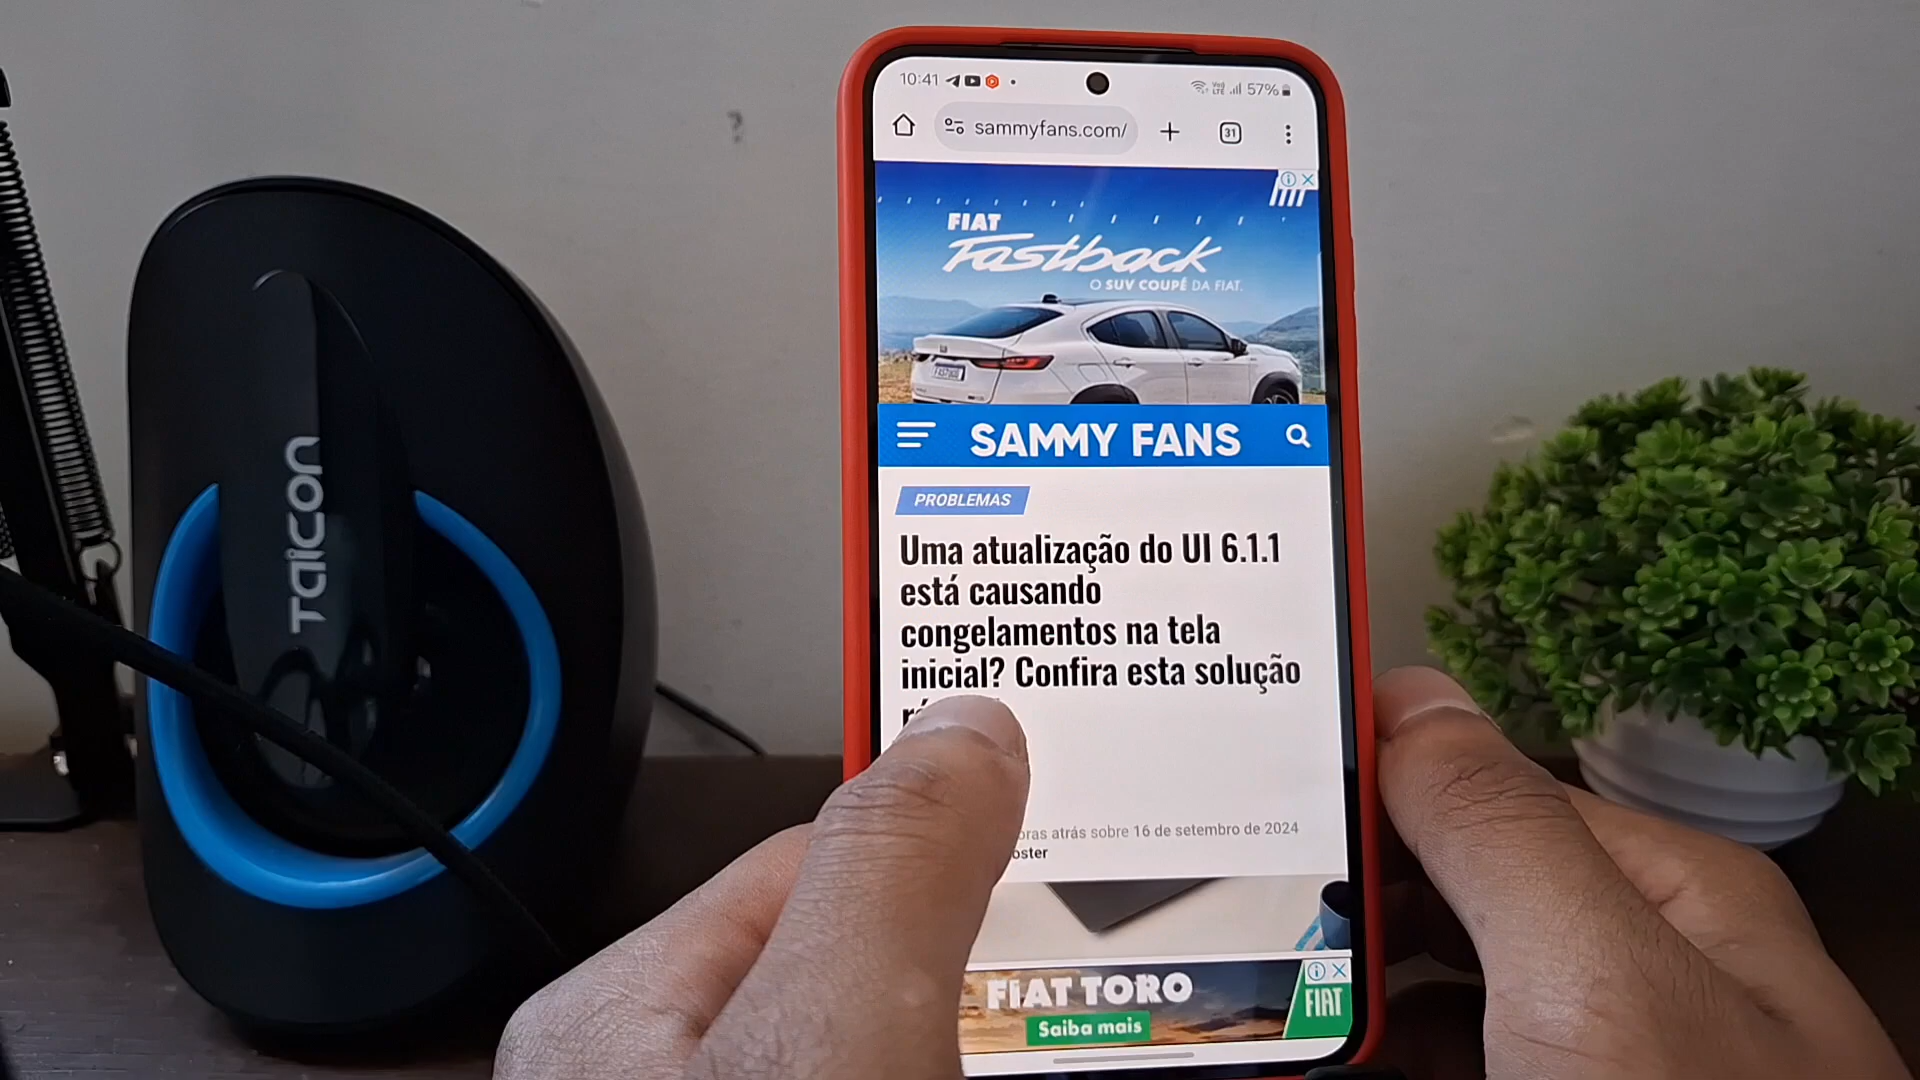 Taicon
10:41
LTE
57%
sammyfans.com/
31
FIAT
Fastback
O SUV COUPÉ DA FIAT.
SAMMY FANS
PROBLEMAS
Uma atualização do UI 6.1.1
está causando
congelamentos na tela
inicial? Confira esta solução
atrás sobre 16 de setembro de 2024
FIAT TORO
Saiba mais
FIAT